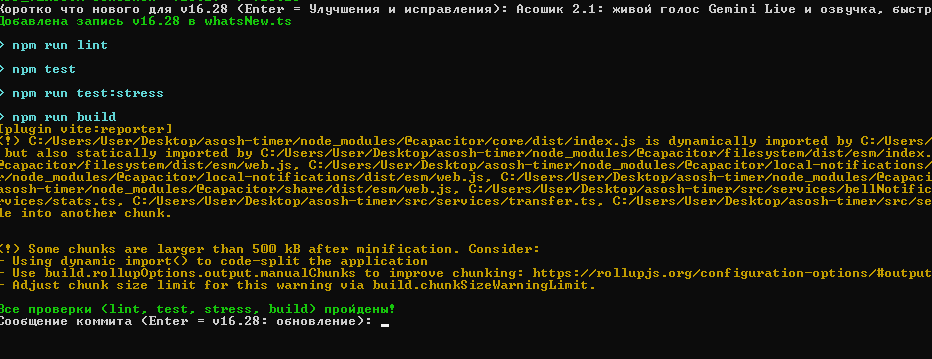 Коротко что нового для v16.28 (Enter = Улучшения и исправления): Асошик 2.1: живой голос Gemini Live и озвучка, быстр
Добавлена запись v16.28 в whatsNew.ts
> npm run lint
> npm test
> npm run test:stress
> npm run build
[plugin vite:reporter]
(!) C:/Users/User/Desktop/asosh-timer/node_modules/@capacitor/core/dist/index.js is dynamically imported by C:/Users/
but also statically imported by C:/Users/User/Desktop/asosh-timer/node_modules/@capacitor/filesystem/dist/esm/index.
@capacitor/filesystem/dist/esm/web.js, C:/Users/User/Desktop/asosh-timer/node_modules/@capacitor/local-notifications/
r/node_modules/@capacitor/local-notifications/dist/esm/web.js, C:/Users/User/Desktop/asosh-timer/node_modules/@capaci
asosh-timer/node_modules/@capacitor/share/dist/esm/web.js, C:/Users/User/Desktop/asosh-timer/src/services/bellNotific
rvices/stats.ts, C:/Users/User/Desktop/asosh-timer/src/services/transfer.ts, C:/Users/User/Desktop/asosh-timer/src/se
le into another chunk.
(!) Some chunks are larger than 500 kB after minification. Consider:
- Using dynamic import() to code-split the application
- Use build.rollupOptions.output.manualChunks to improve chunking: https://rollupjs.org/configuration-options/#output
- Adjust chunk size limit for this warning via build.chunkSizeWarningLimit.
Все проверки (lint, test, stress, build) пройдены!
Сообщение коммита (Enter = v16.28: обновление):